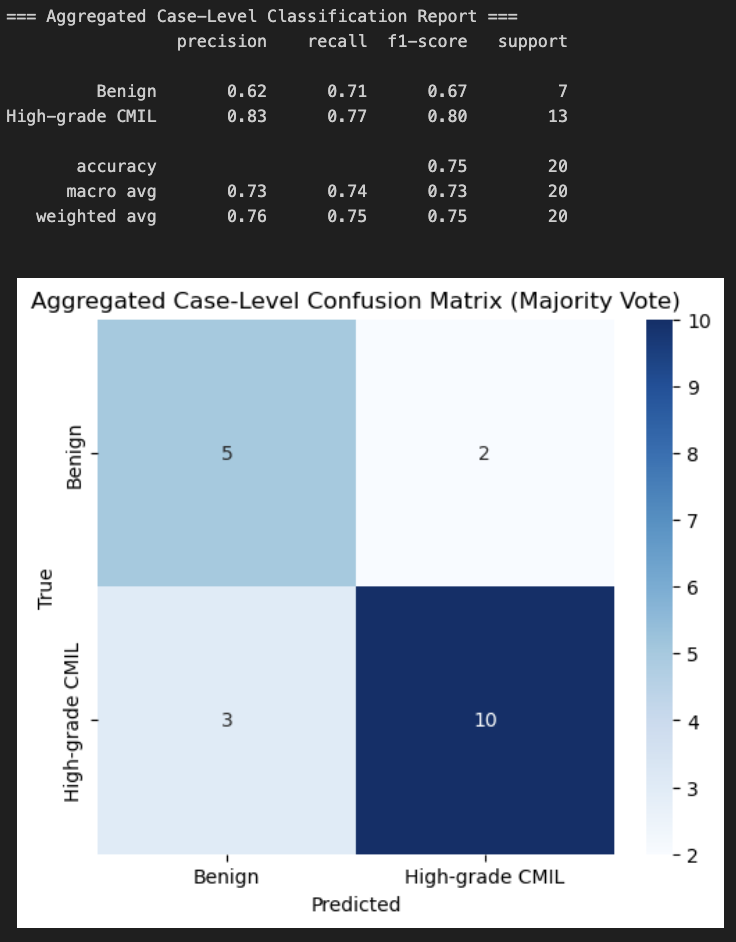 === Aggregated Case-Level Classification Report ===
precision recall f1-score support
Benign 0.62 0.71 0.67 7
High-grade CMIL 0.83 0.77 0.80 13
accuracy 0.75 20
macro avg 0.73 0.74 0.73 20
weighted avg 0.76 0.75 0.75 20
Aggregated Case-Level Confusion Matrix (Majority Vote)
True
Benign
High-grade CMIL
5 2
3 10
Benign High-grade CMIL
Predicted
10
9
8
7
6
5
4
3
2